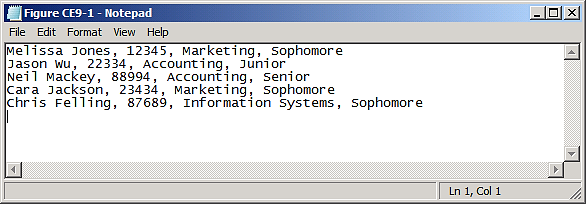 Figure CE9-1 - Notepad
File Edit Format View Help
Melissa Jones, 12345, Marketing, Sophomore
Jason Wu, 22334, Accounting, Junior
Neil Mackey, 88994, Accounting, Senior
Cara Jackson, 23434, Marketing, Sophomore
Chris Felling, 87689, Information Systems, Sophomore
Ln 1, Col 1